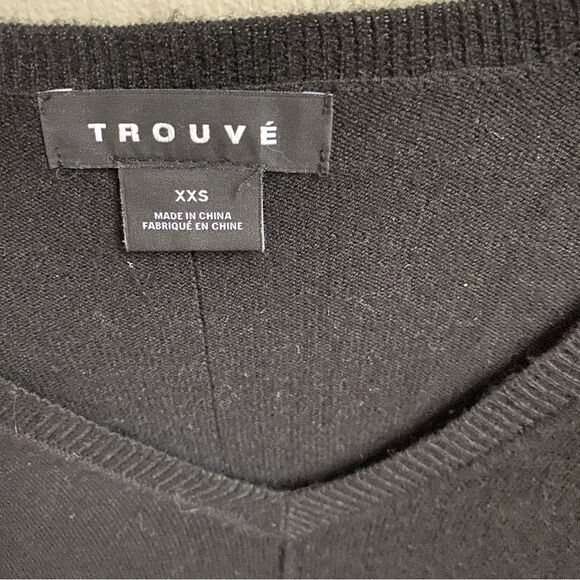 TROUVÉ
XXS
MADE IN CHINA
FABRIQUÉ EN CHINE